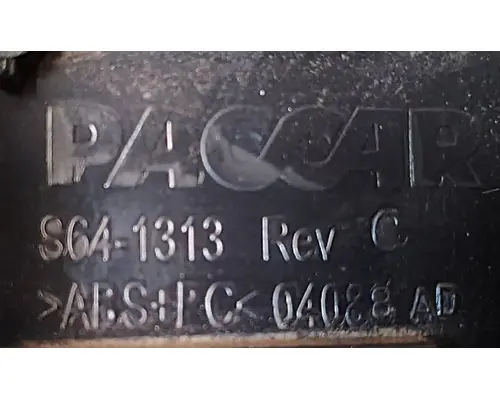 PACCAR
S64-1313 Rev C
>ABS+PC< 04088 AD